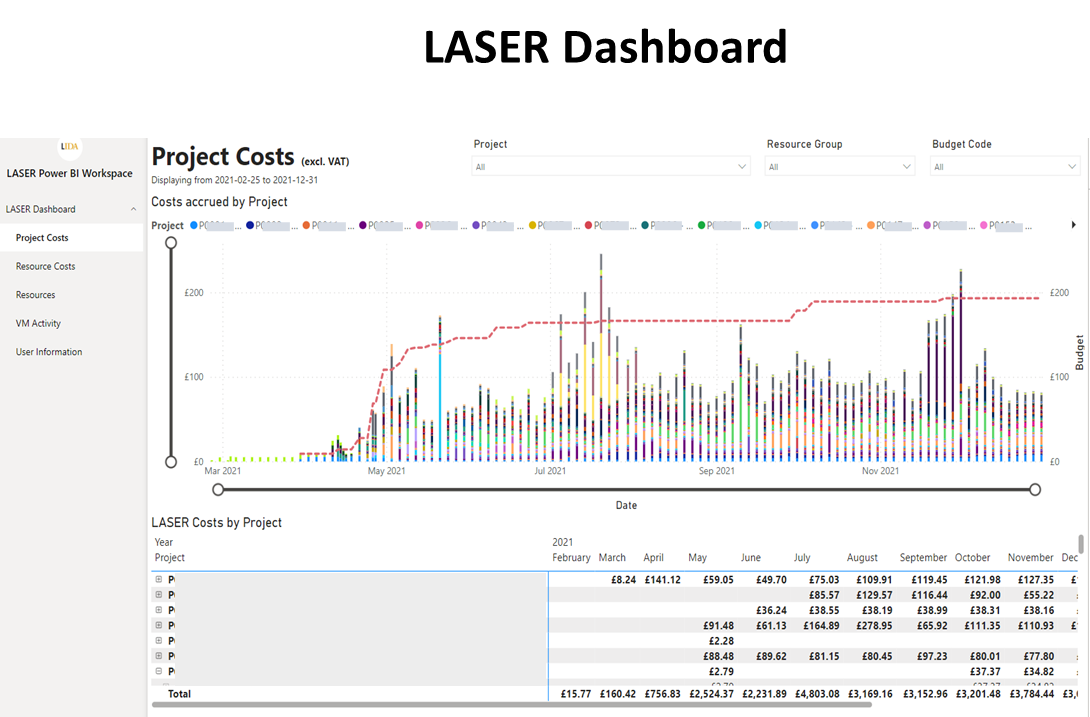 LASER Dashboard
LIDA
LASER Power BI Workspace
LASER Dashboard
Project Costs
Resource Costs
Resources
VM Activity
User Information
Project Costs (excl. VAT)
Displaying from 2021-02-25 to 2021-12-31
Project
All
Resource Group
All
Budget Code
All
Costs accrued by Project
Project
£200 £200
£100 £100
£0 £0
Budget
Mar 2021 May 2021 Jul 2021 Sep 2021 Nov 2021
Date
LASER Costs by Project
Year 2021
Project February March April May June July August September October November Dec
£8.24 £141.12 £59.05 £49.70 £75.03 £109.91 £119.45 £121.98 £127.35
£85.57 £129.57 £116.44 £92.00 £55.22
£36.24 £38.55 £38.19 £38.99 £38.31 £38.16
£91.48 £61.13 £164.89 £278.95 £65.92 £111.35 £110.93
£2.28
£88.48 £89.62 £81.15 £80.45 £97.23 £80.01 £77.80
£2.79 £37.37 £34.82
Total £15.77 £160.42 £756.83 £2,524.37 £2,231.89 £4,803.08 £3,169.16 £3,152.96 £3,201.48 £3,784.44